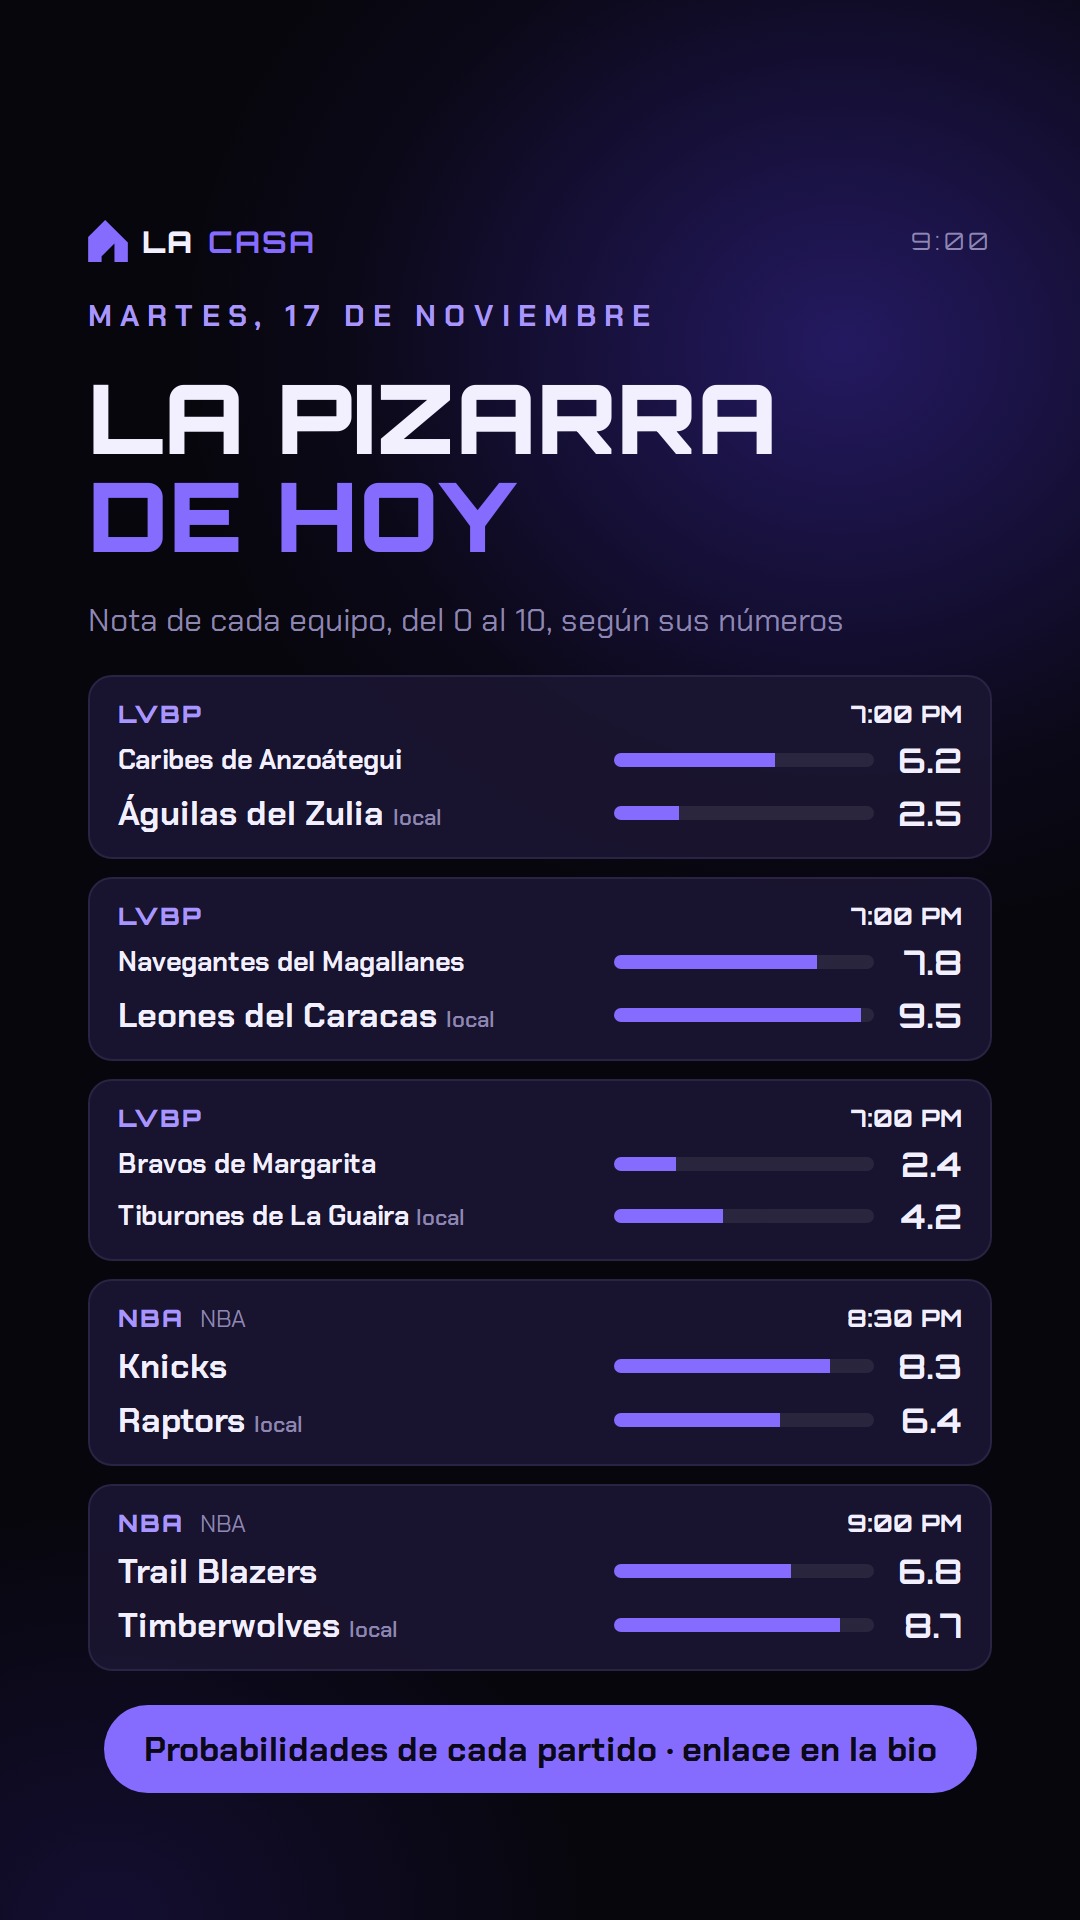 LA CASA 9:00
MARTES, 17 DE NOVIEMBRE
LA PIZARRA
DE HOY
Nota de cada equipo, del 0 al 10, según sus números
LVBP 7:00 PM
Caribes de Anzoátegui 6.2
Águilas del Zulia local 2.5
LVBP 7:00 PM
Navegantes del Magallanes 7.8
Leones del Caracas local 9.5
LVBP 7:00 PM
Bravos de Margarita 2.4
Tiburones de La Guaira local 4.2
NBA NBA 8:30 PM
Knicks 8.3
Raptors local 6.4
NBA NBA 9:00 PM
Trail Blazers 6.8
Timberwolves local 8.7
Probabilidades de cada partido · enlace en la bio